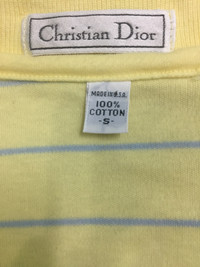 Christian Dior
MADE IN U.S.A.
100%
COTTON
-S-